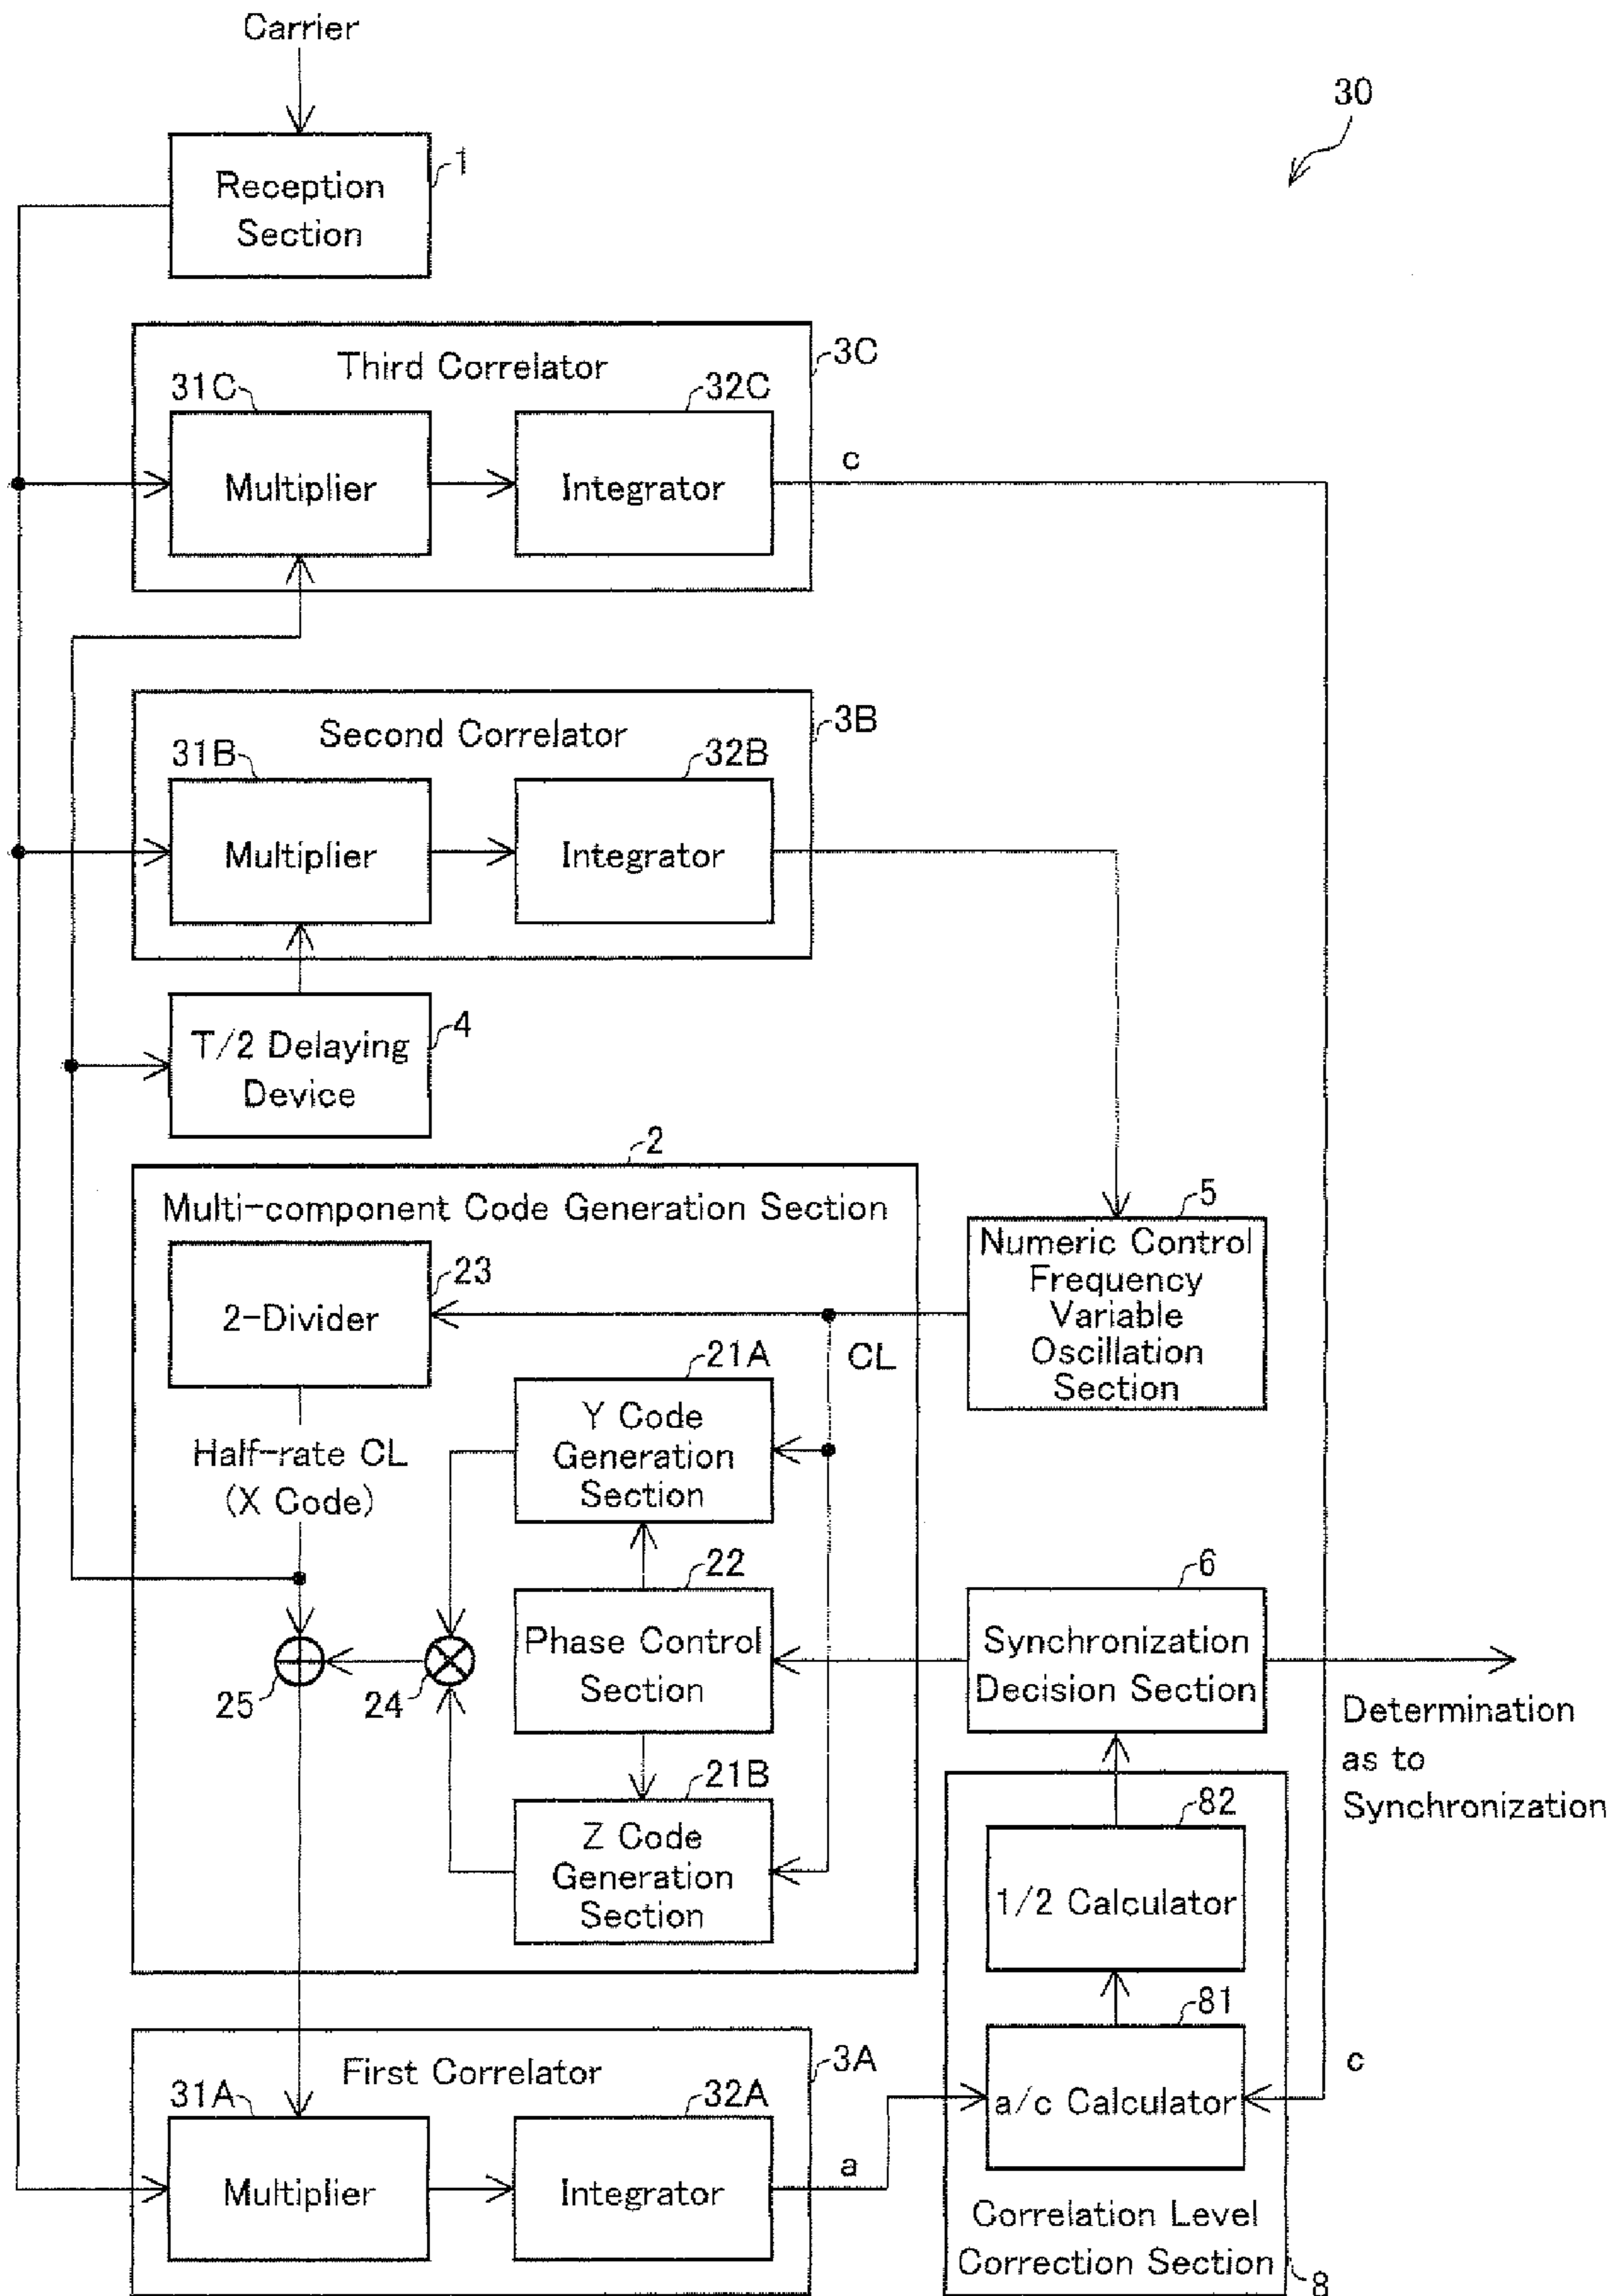 Carrier
30
1
Reception
Section
3C
Third Correlator
31C
32C
Multiplier
Integrator
c
3B
Second Correlator
31B
32B
Multiplier
Integrator
4
T/2 Delaying
Device
2
Multi-component Code Generation Section
5
Numeric Control
Frequency
Variable
Oscillation
Section
23
2-Divider
CL
21A
Y Code
Generation
Section
Half-rate CL
(X Code)
22
Phase Control
Section
6
Synchronization
Decision Section
25
24
Determination
as to
Synchronization
21B
Z Code
Generation
Section
82
1/2 Calculator
81
a/c Calculator
c
3A
First Correlator
31A
32A
Multiplier
Integrator
a
Correlation Level
Correction Section
8